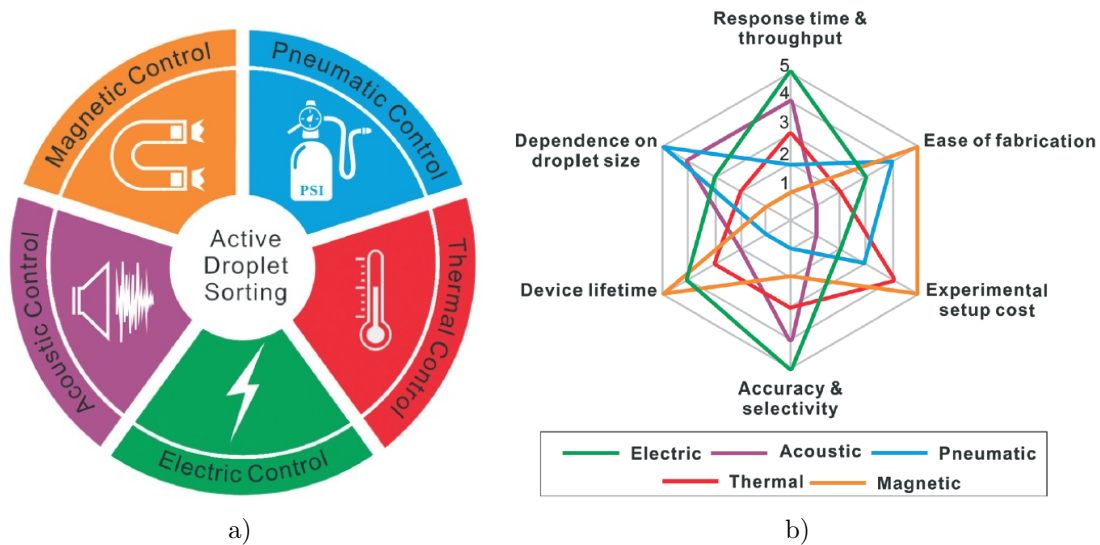 Magnetic Control
Pneumatic Control
PSI
Thermal Control
Electric Control
Acoustic Control
Active
Droplet
Sorting
a)
Response time &
throughput
5
4
3
2
1
Dependence on
droplet size
Ease of fabrication
Device lifetime
Experimental
setup cost
Accuracy &
selectivity
Electric
Acoustic
Pneumatic
Thermal
Magnetic
b)